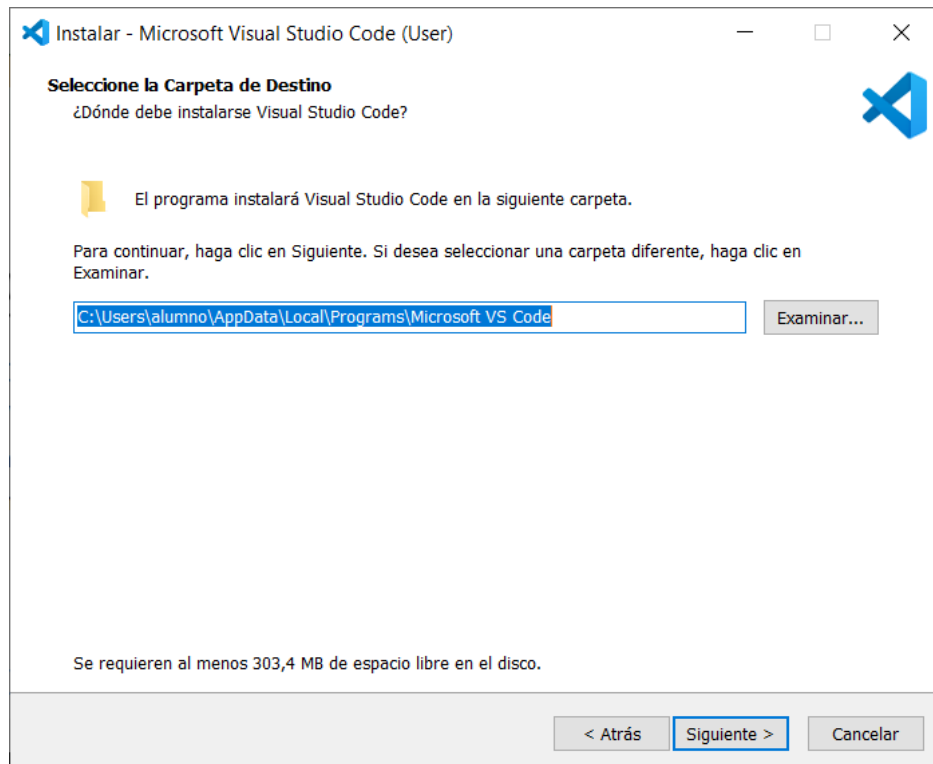 Instalar - Microsoft Visual Studio Code (User)
Seleccione la Carpeta de Destino
¿Dónde debe instalarse Visual Studio Code?
El programa instalará Visual Studio Code en la siguiente carpeta.
Para continuar, haga clic en Siguiente. Si desea seleccionar una carpeta diferente, haga clic en
Examinar.
C:\Users\alumno\AppData\Local\Programs\Microsoft VS Code
Examinar...
Se requieren al menos 303,4 MB de espacio libre en el disco.
< Atrás
Siguiente >
Cancelar